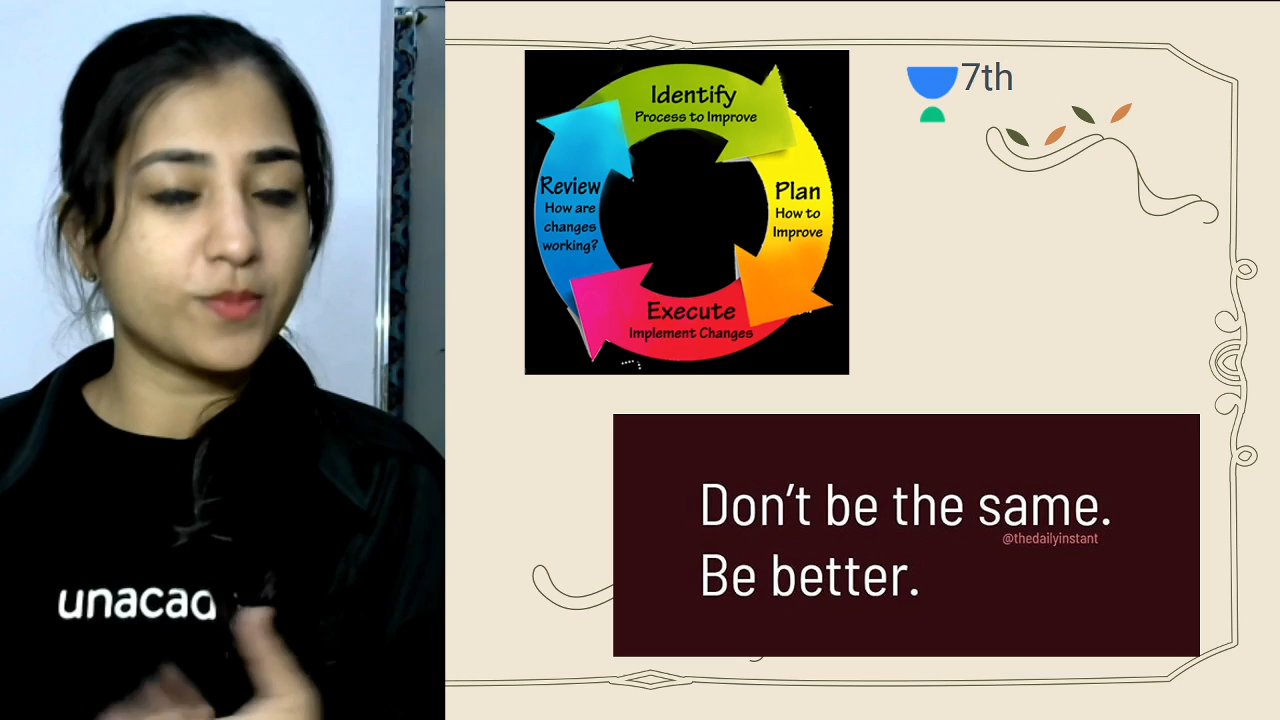 7th
Identify
Process to Improve
Plan
How to
Improve
Execute
Implement Changes
Review
How are
changes
working?
Don't be the same.
@thedailyinstant
Be better.
unacad